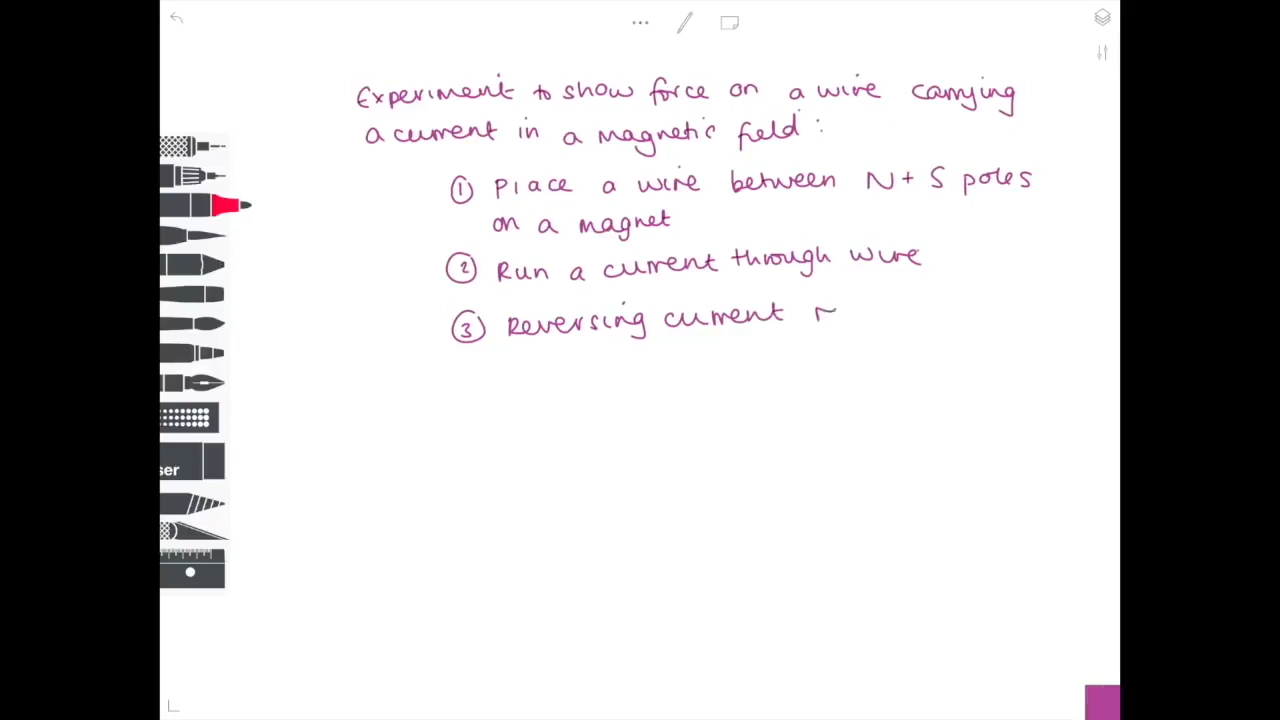 Experiment to show force on a wire carrying
a current in a magnetic field:
① Place a wire between N + S poles
on a magnet
② Run a current through wire
③ Reversing current r
ser